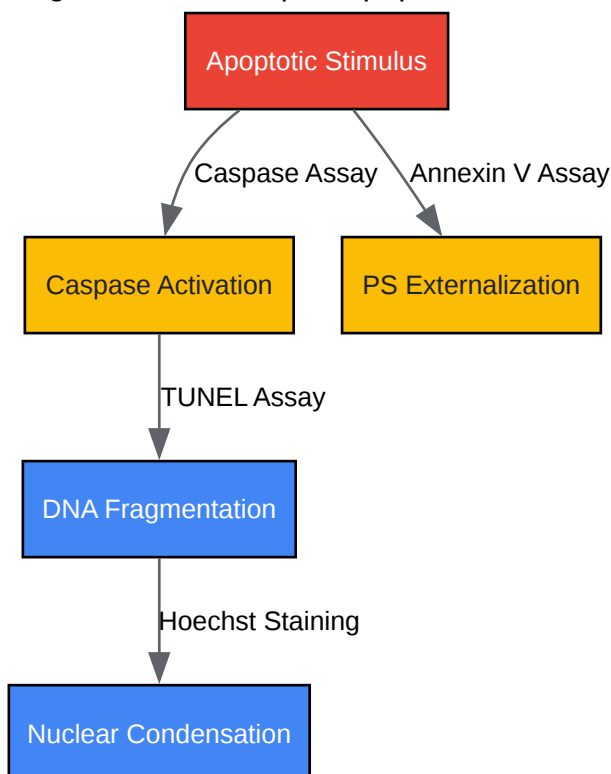 Apoptotic Stimulus
Caspase Assay
Annexin V Assay
Caspase Activation
PS Externalization
TUNEL Assay
DNA Fragmentation
Hoechst Staining
Nuclear Condensation